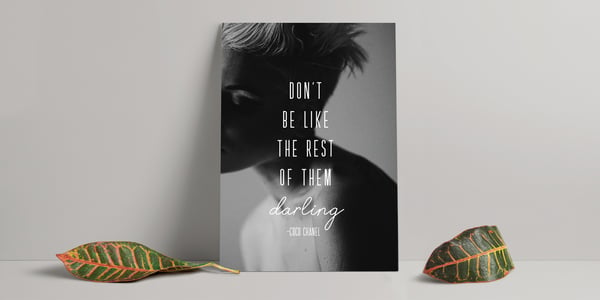 DON'T
BE LIKE
THE REST
OF THEM
darling
-COCO CHANEL